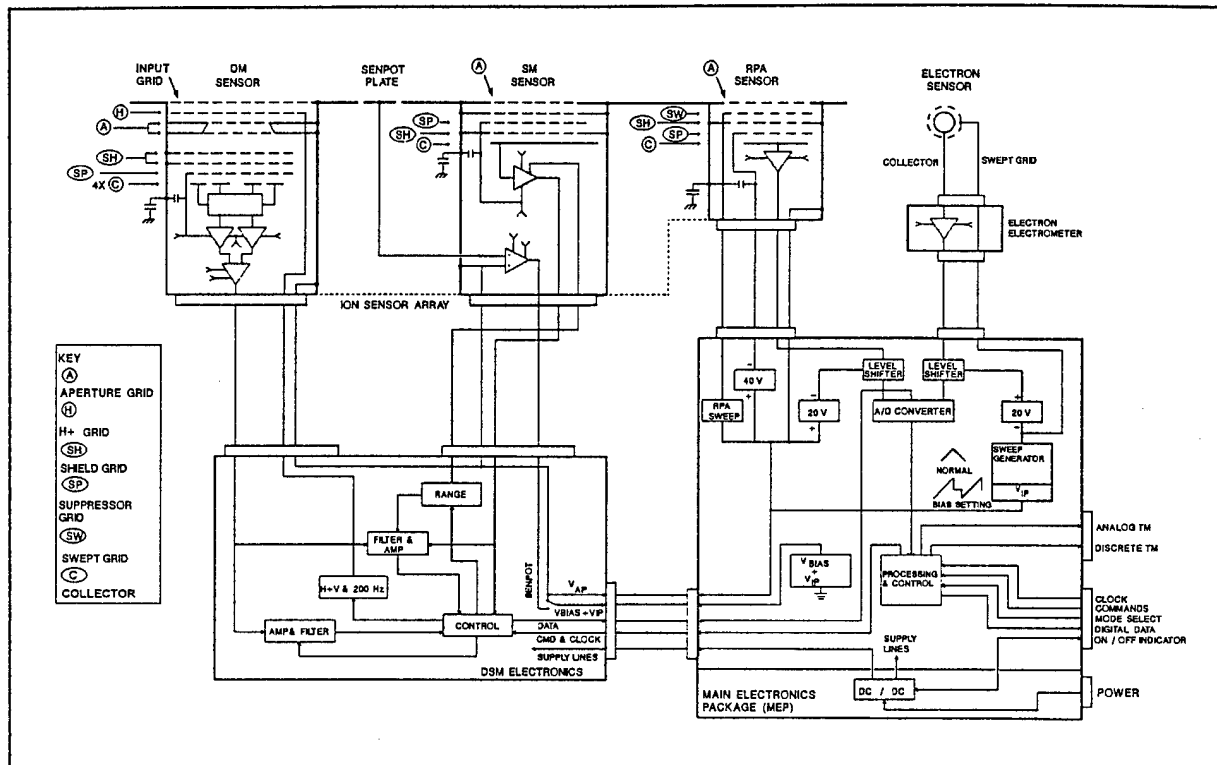 INPUT GRID
DM SENSOR
SENPOT PLATE
A
SM SENSOR
A
RPA SENSOR
ELECTRON SENSOR
H
A
SH
SP
4X C
SP
SH
C
SW
SH
SP
C
COLLECTOR
SWEPT GRID
ELECTRON ELECTROMETER
ION SENSOR ARRAY
KEY
A
APERTURE GRID
H
H+ GRID
SH
SHIELD GRID
SP
SUPPRESSOR GRID
SW
SWEPT GRID
C
COLLECTOR
RANGE
FILTER & AMP
H+V & 200 Hz
AMP& FILTER
CONTROL
SENPOT
VAP
VBIAS + VIP
DATA
CMD & CLOCK
SUPPLY LINES
DSM ELECTRONICS
RPA SWEEP
-
40 V
+
-
20 V
+
LEVEL SHIFTER
LEVEL SHIFTER
A/D CONVERTER
+
20 V
-
SWEEP GENERATOR
VIP
NORMAL
BIAS SETTING
VBIAS
+
VIP
PROCESSING & CONTROL
SUPPLY LINES
DC / DC
MAIN ELECTRONICS PACKAGE (MEP)
ANALOG TM
DISCRETE TM
CLOCK
COMMANDS
MODE SELECT
DIGITAL DATA
ON / OFF INDICATOR
POWER